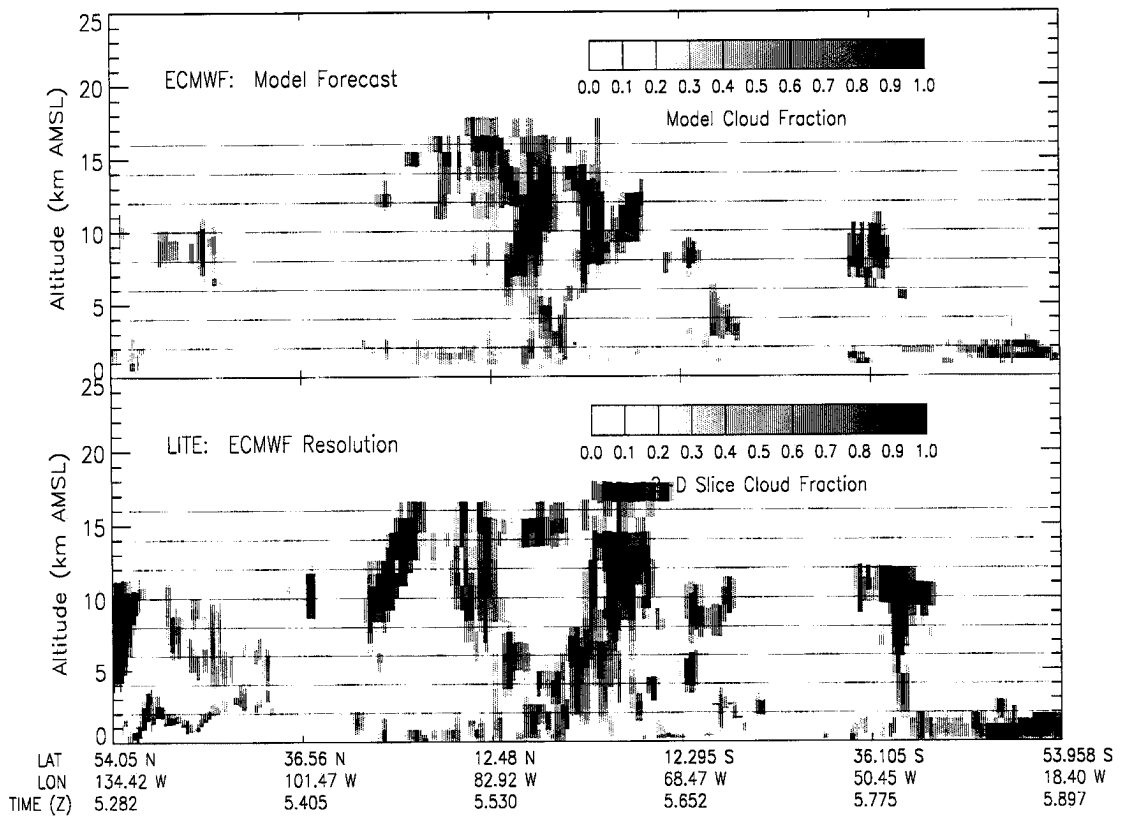 25
20
15
10
5
0
Altitude (km AMSL)
ECMWF: Model Forecast
0.0 0.1 0.2 0.3 0.4 0.5 0.6 0.7 0.8 0.9 1.0
Model Cloud Fraction
25
20
15
10
5
0
Altitude (km AMSL)
LITE: ECMWF Resolution
0.0 0.1 0.2 0.3 0.4 0.5 0.6 0.7 0.8 0.9 1.0
2-D Slice Cloud Fraction
LAT 54.05 N 36.56 N 12.48 N 12.295 S 36.105 S 53.958 S
LON 134.42 W 101.47 W 82.92 W 68.47 W 50.45 W 18.40 W
TIME (Z) 5.282 5.405 5.530 5.652 5.775 5.897